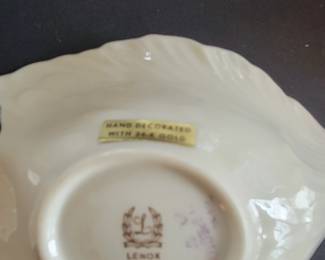 HAND DECORATED
WITH 24 K GOLD
L
LENOX